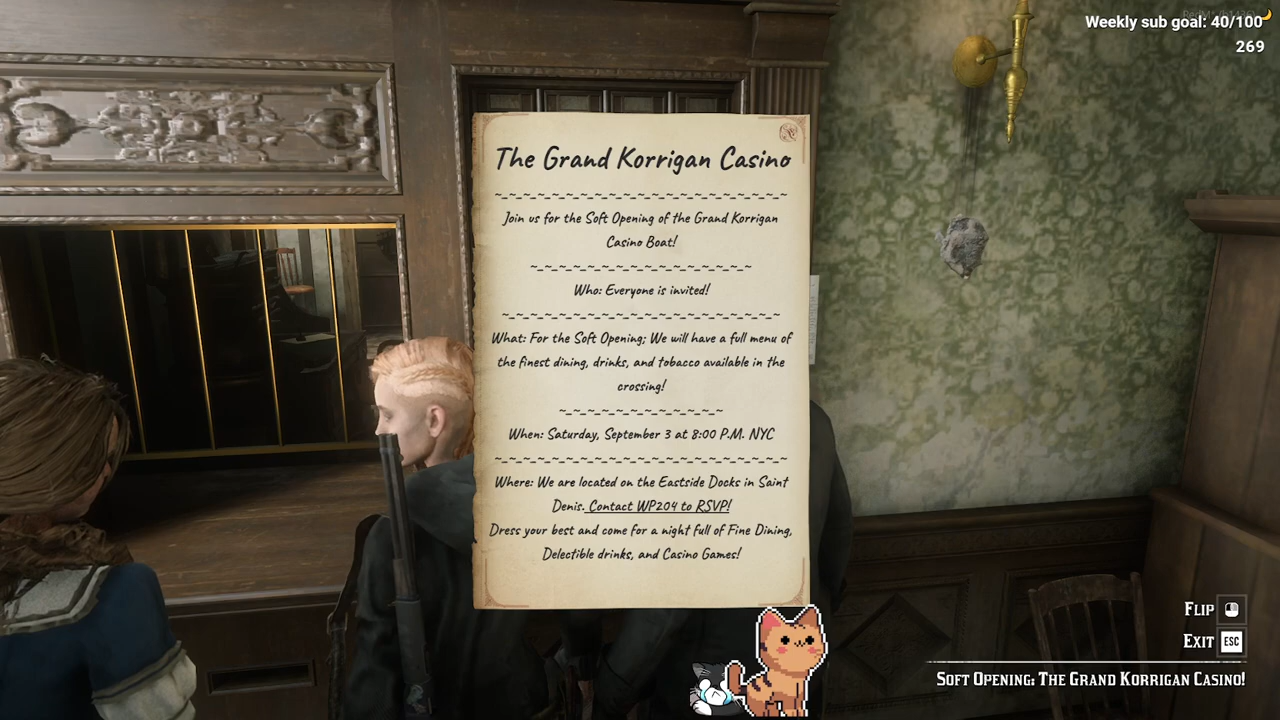 Weekly sub goal: 40/100
269
The Grand Korrigan Casino
~_~_~_~_~_~_~_~_~_~_~_~_~_~_~_~_~_~_~_~_~
Join us for the Soft Opening of the Grand Korrigan
Casino Boat!
~_~_~_~_~_~_~_~_~_~_~_~_~_~_~_~
Who: Everyone is invited!
~_~_~_~_~_~_~_~_~_~_~_~_~_~_~_~_~_~_~_~
What: For the Soft Opening; We will have a full menu of
the finest dining, drinks, and tobacco available in the
crossing!
~_~_~_~_~_~_~_~_~_~_~_~
When: Saturday, September 3 at 8:00 P.M. NYC
~_~_~_~_~_~_~_~_~_~_~_~_~_~_~_~_~_~_~_~_~
Where: We are located on the Eastside Docks in Saint
Denis. Contact WP204 to RSVP!
Dress your best and come for a night full of Fine Dining,
Delectible drinks, and Casino Games!
FLIP
EXIT ESC
SOFT OPENING: THE GRAND KORRIGAN CASINO!